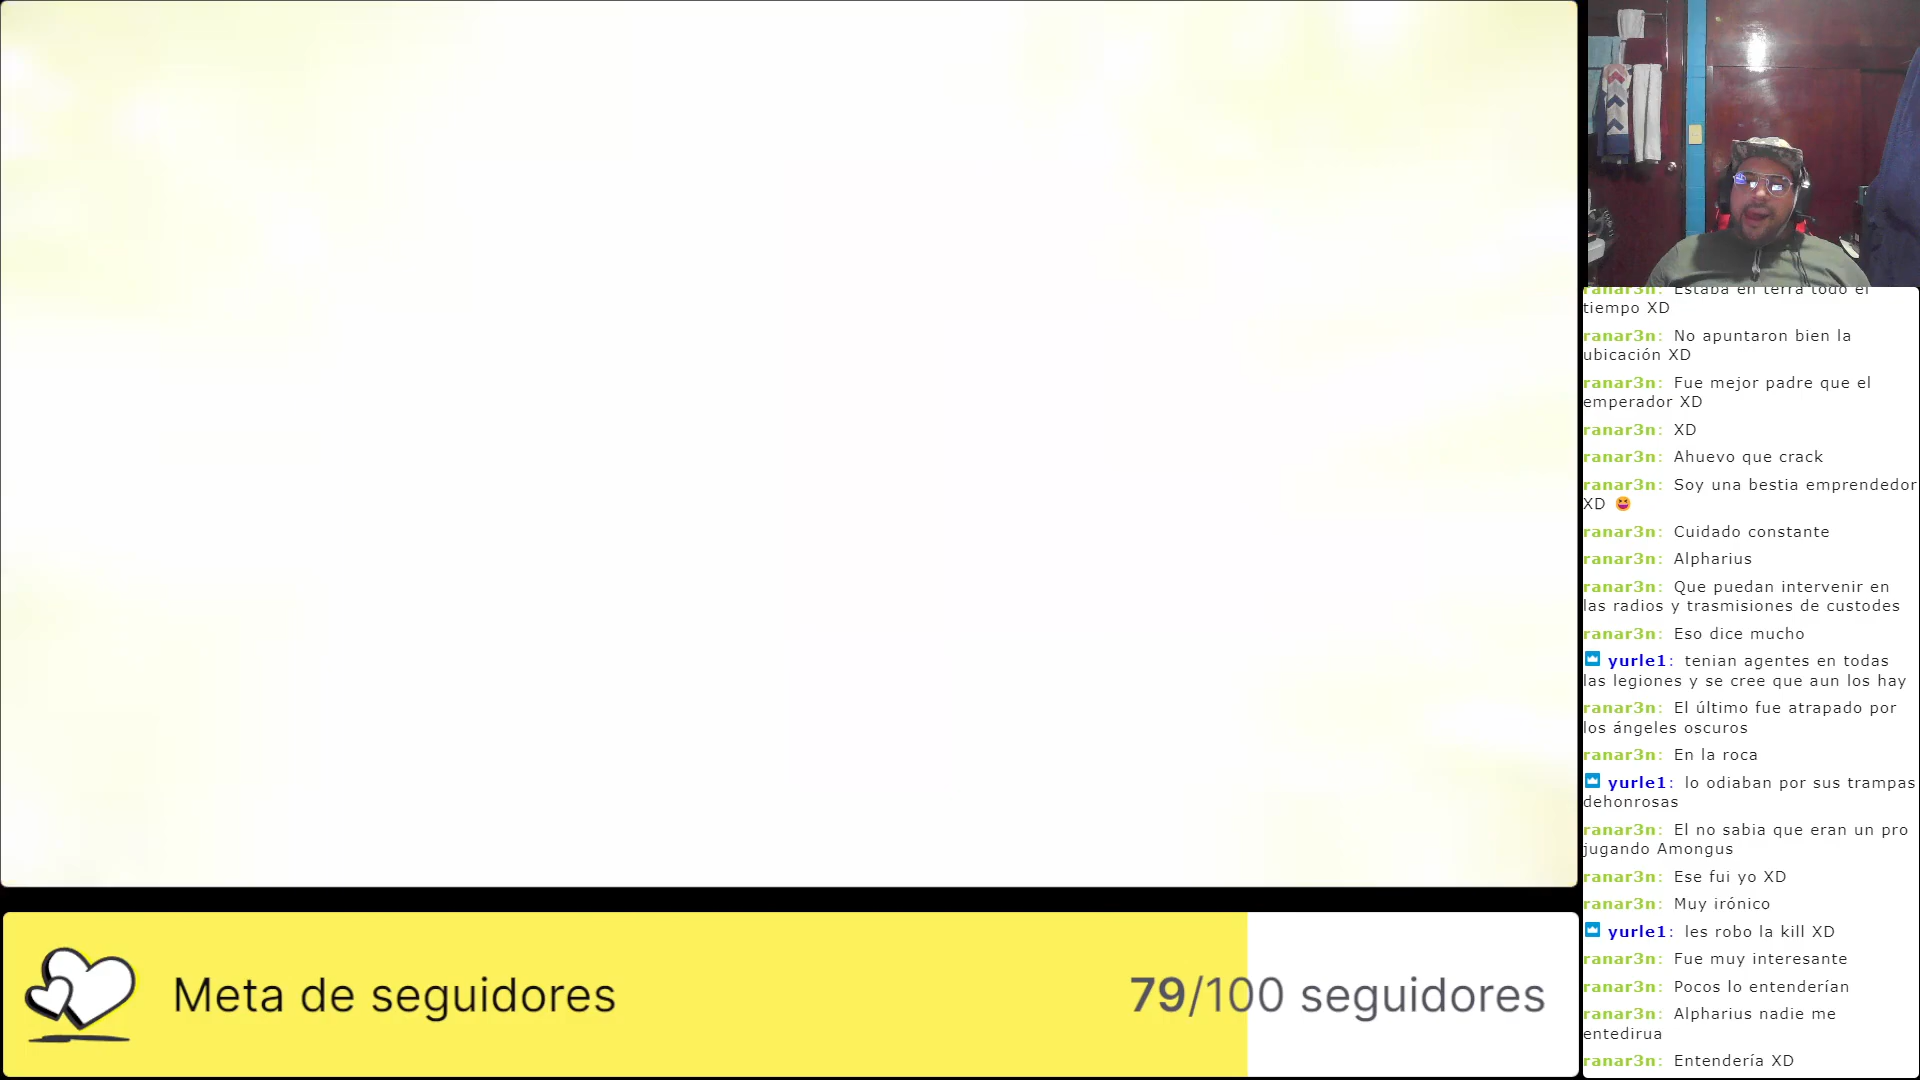 ranar3n: Estaba en terra todo el
tiempo XD
ranar3n: No apuntaron bien la
ubicación XD
ranar3n: Fue mejor padre que el
emperador XD
ranar3n: XD
ranar3n: Ahuevo que crack
ranar3n: Soy una bestia emprendedor
XD 😆
ranar3n: Cuidado constante
ranar3n: Alpharius
ranar3n: Que puedan intervenir en
las radios y trasmisiones de custodes
ranar3n: Eso dice mucho
yurle1: tenian agentes en todas
las legiones y se cree que aun los hay
ranar3n: El último fue atrapado por
los ángeles oscuros
ranar3n: En la roca
yurle1: lo odiaban por sus trampas
dehonrosas
ranar3n: El no sabia que eran un pro
jugando Amongus
ranar3n: Ese fui yo XD
ranar3n: Muy irónico
yurle1: les robo la kill XD
ranar3n: Fue muy interesante
ranar3n: Pocos lo entenderían
ranar3n: Alpharius nadie me
entedirua
ranar3n: Entendería XD
Meta de seguidores
79/100 seguidores